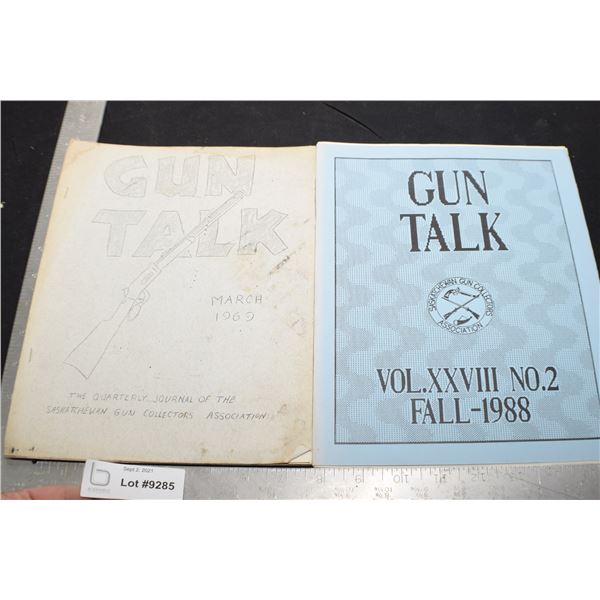 GUN
TALK
MARCH
1969
THE QUARTERLY JOURNAL OF THE
SASKATCHEWAN GUN COLLECTORS ASSOCIATION
GUN
TALK
SASKATCHEWAN GUN COLLECTORS
ASSOCIATION
VOL.XXVIII NO.2
FALL-1988
Sept 2, 2021
Lot #9285